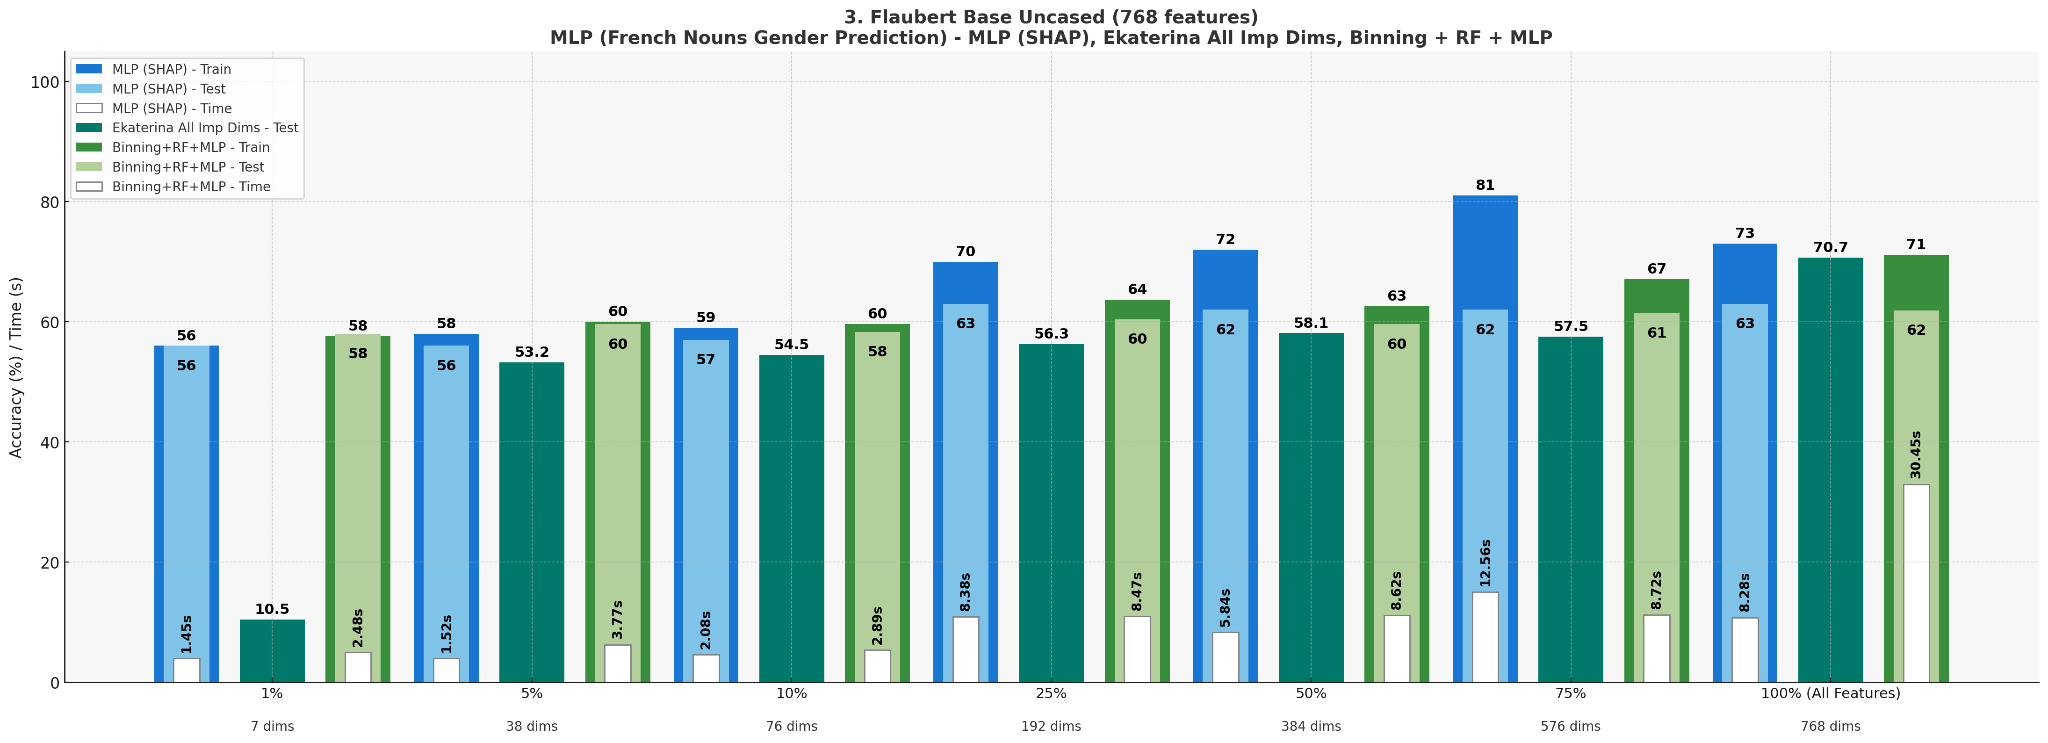 3. Flaubert Base Uncased (768 features)
MLP (French Nouns Gender Prediction) - MLP (SHAP), Ekaterina All Imp Dims, Binning + RF + MLP
Accuracy (%) / Time (s)
100
80
60
40
20
0
MLP (SHAP) - Train
MLP (SHAP) - Test
MLP (SHAP) - Time
Ekaterina All Imp Dims - Test
Binning+RF+MLP - Train
Binning+RF+MLP - Test
Binning+RF+MLP - Time
56
56
1.45s
10.5
58
58
2.48s
58
56
1.52s
53.2
60
60
3.77s
59
57
2.08s
54.5
60
58
2.89s
70
63
8.38s
56.3
64
60
8.47s
72
62
5.84s
58.1
63
60
8.62s
81
62
12.56s
57.5
67
61
8.72s
73
63
8.28s
70.7
71
62
30.45s
1%
5%
10%
25%
50%
75%
100% (All Features)
7 dims
38 dims
76 dims
192 dims
384 dims
576 dims
768 dims